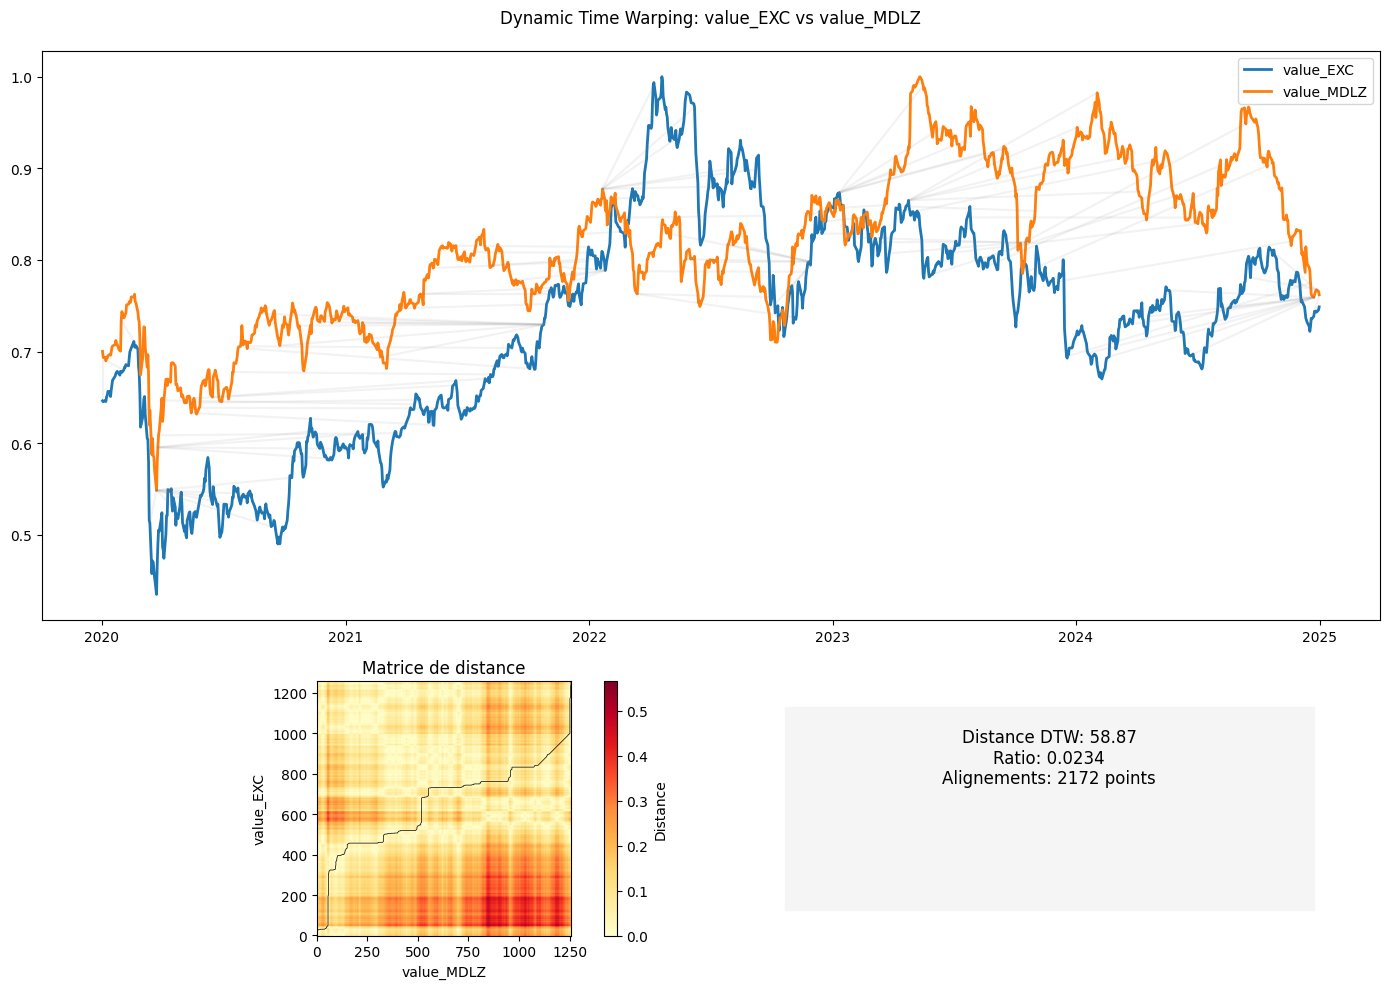 Dynamic Time Warping: value_EXC vs value_MDLZ
value_EXC
value_MDLZ
1.0
0.9
0.8
0.7
0.6
0.5
2020 2021 2022 2023 2024 2025
Matrice de distance
1200
1000
800
600
400
200
0
value_EXC
0 250 500 750 1000 1250
value_MDLZ
0.5
0.4
0.3
0.2
0.1
0.0
Distance
Distance DTW: 58.87
Ratio: 0.0234
Alignements: 2172 points